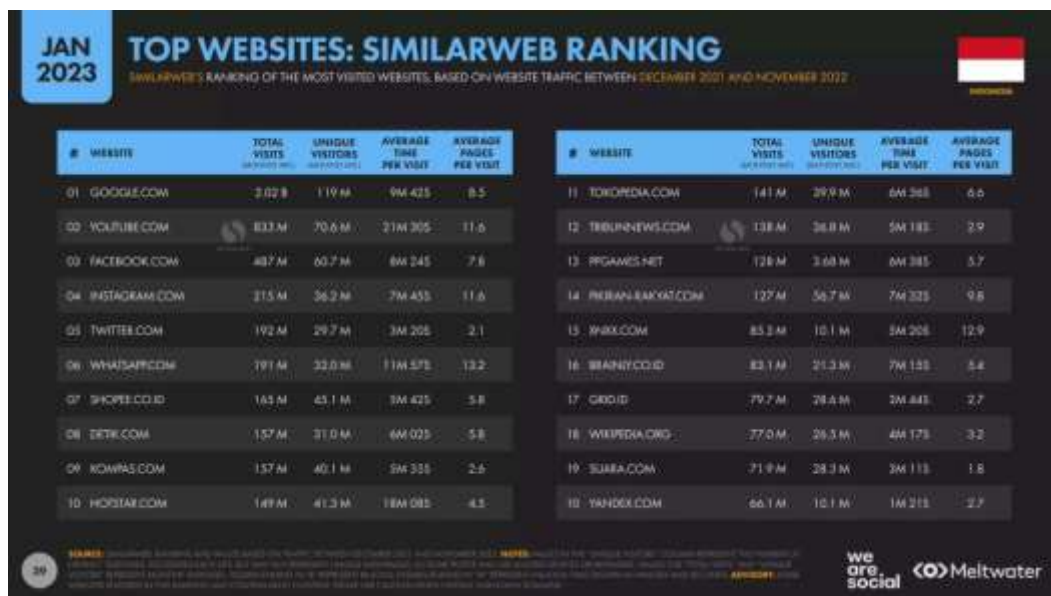 JAN
2023
TOP WEBSITES: SIMILARWEB RANKING
SIMILARWEB'S RANKING OF THE MOST VISITED WEBSITES, BASED ON WEBSITE TRAFFIC BETWEEN DECEMBER 2021 AND NOVEMBER 2022
INDONESIA
# WEBSITE TOTAL VISITS UNIQUE VISITORS AVERAGE TIME PER VISIT AVERAGE PAGES PER VISIT
01 GOOGLE.COM 2.02 B 119 M 9M 42S 8.5
02 YOUTUBE.COM 833 M 70.6 M 21M 30S 11.6
03 FACEBOOK.COM 487 M 60.7 M 8M 24S 7.8
04 INSTAGRAM.COM 215 M 36.2 M 7M 45S 11.6
05 TWITTER.COM 192 M 29.7 M 3M 20S 2.1
06 WHATSAPP.COM 191 M 32.0 M 11M 57S 13.2
07 SHOPEE.CO.ID 165 M 45.1 M 5M 42S 5.8
08 DETIK.COM 157 M 31.0 M 6M 02S 5.8
09 KOMPAS.COM 157 M 40.1 M 2.6
10 HOTSTAR.COM 149 M 41.3 M 18M 08S 4.5
# WEBSITE TOTAL VISITS UNIQUE VISITORS AVERAGE TIME PER VISIT AVERAGE PAGES PER VISIT
11 TOKOPEDIA.COM 141 M 39.9 M 6M 36S 6.6
12 TRIBUNNEWS.COM 138 M 36.8 M 5M 18S 2.9
13 PPGAMES.NET 128 M 3.68 M 6M 38S 5.7
14 PIKIRAN-RAKYAT.COM 127 M 56.7 M 7M 32S 9.8
15 XNXX.COM 85.2 M 10.1 M 20S 12.9
16 BRAINLY.CO.ID 83.1 M 21.3 M 7M 15S 5.4
17 GRID.ID 79.7 M 28.6 M 44S 2.7
18 WIKIPEDIA.ORG 77.0 M 26.5 M 4M 17S 3.2
19 SUARA.COM 71.9 M 28.3 M 11S 1.8
YANDEX.COM 66.1 M 10.1 M 1M 21S 2.7
39
SOURCE: NOTES:
ADVISORY:
we
are
social
Meltwater